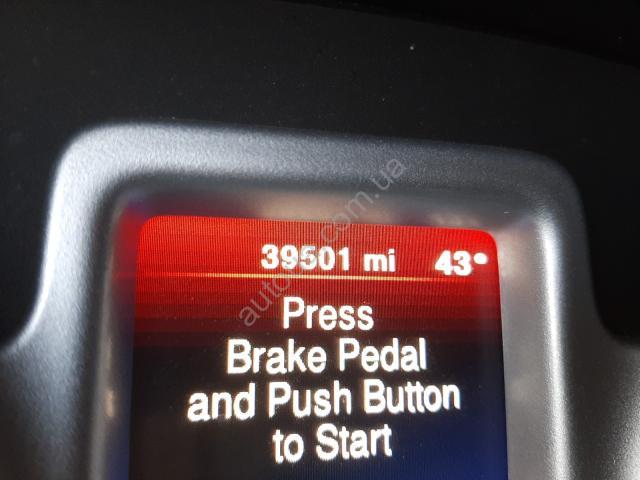 39501 mi 43°
Press
Brake Pedal
and Push Button
to Start